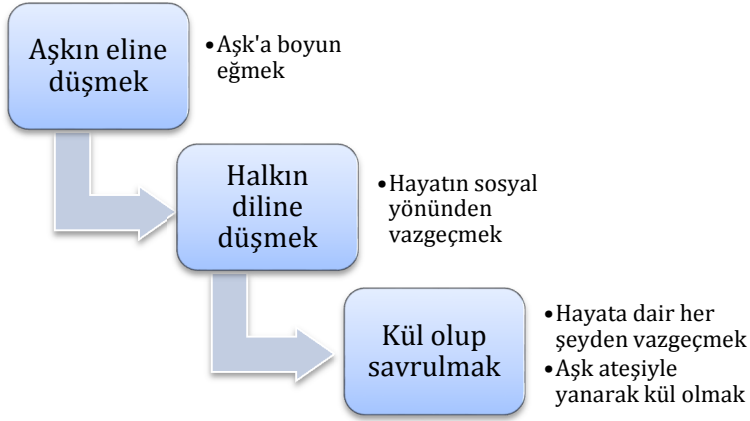 Aşkın eline
düşmek
•Aşk'a boyun
eğmek
Halkın
diline
düşmek
•Hayatın sosyal
yönünden
vazgeçmek
Kül olup
savrulmak
•Hayata dair her
şeyden vazgeçmek
•Aşk ateşiyle
yanarak kül olmak